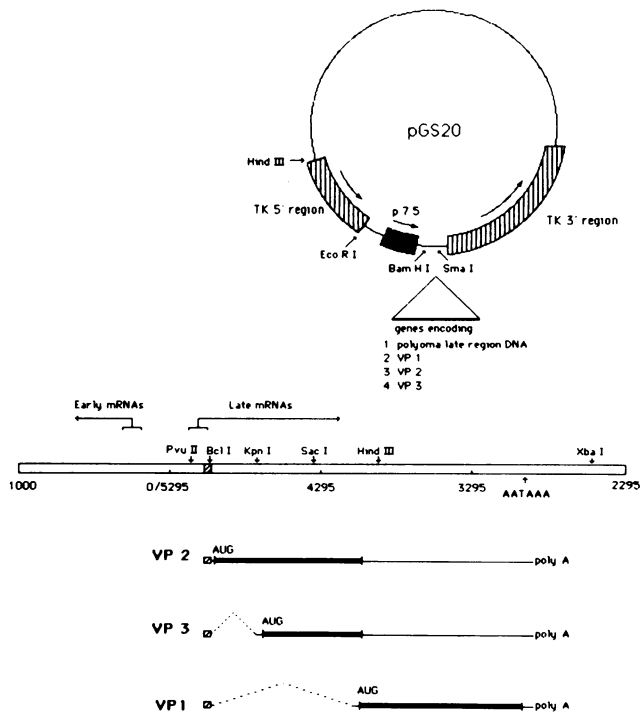 pGS20
Hind III
p 7.5
TK 5' region
TK 3' region
Eco R I
Bam H I
Sma I
genes encoding
1 polyoma late region DNA
2 VP 1
3 VP 2
4 VP 3
Early mRNAs
Late mRNAs
Pvu II
Bcl I
Kpn I
Sac I
Hind III
Xba I
1000
0/5295
4295
3295
2295
AATAAA
VP 2
AUG
poly A
VP 3
AUG
poly A
VP1
AUG
poly A